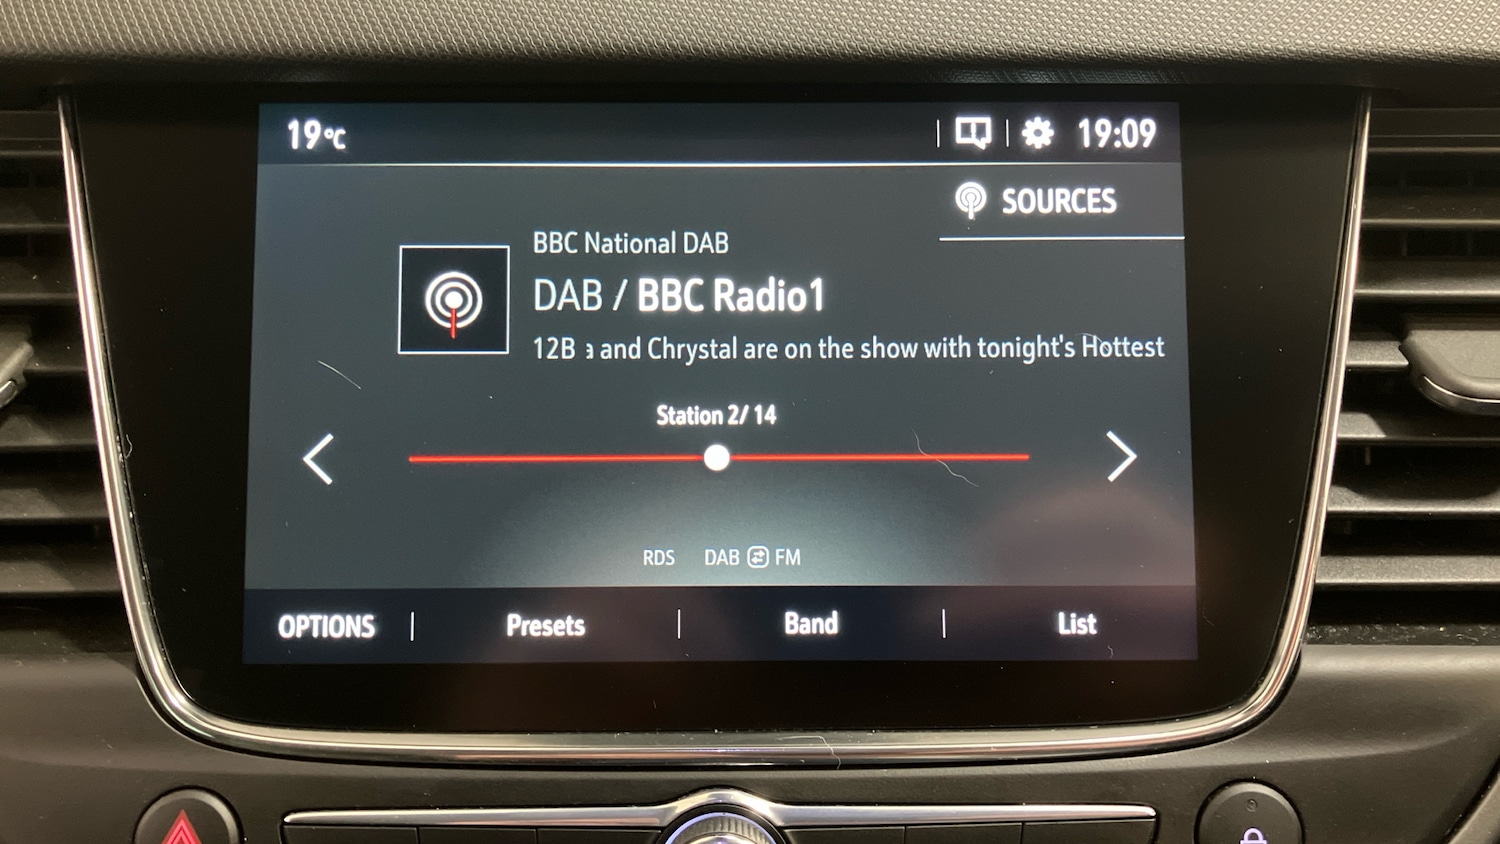 19°C
19:09
SOURCES
BBC National DAB
DAB / BBC Radio1
12B and Chrystal are on the show with tonight's Hottest
Station 2/ 14
RDS DAB FM
OPTIONS | Presets | Band | List